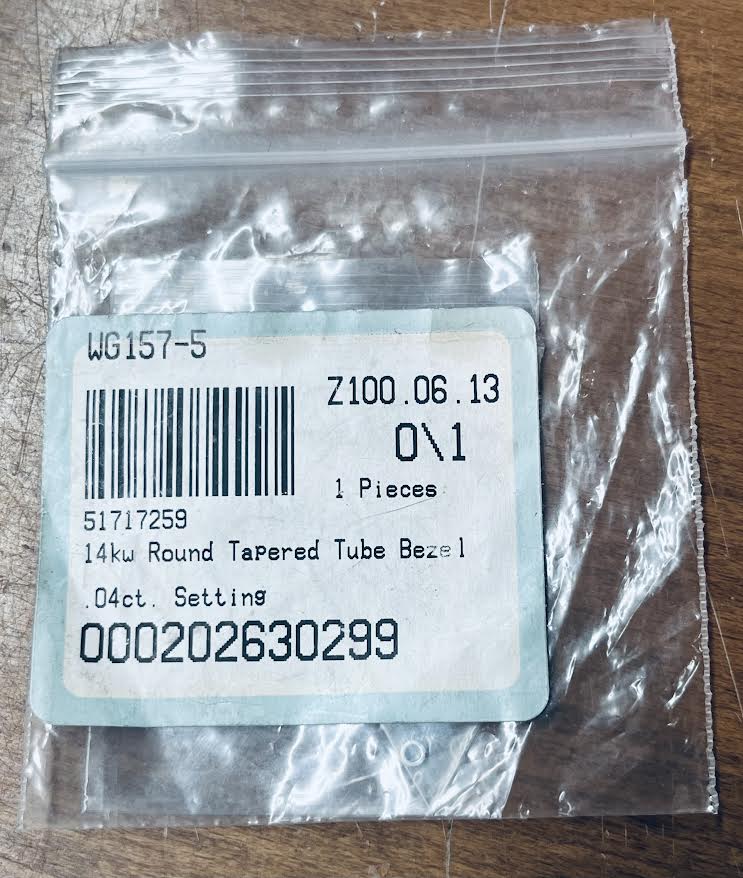 WG157-5
Z100.06.13
0\1
1 Pieces
51717259
14kw Round Tapered Tube Bezel
.04ct. Setting
000202630299